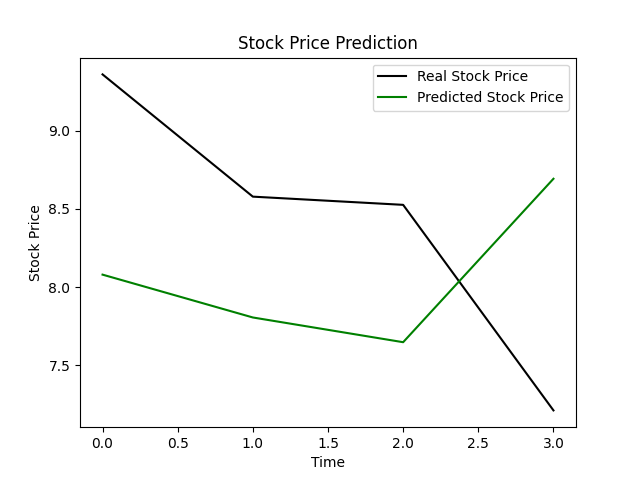 Stock Price Prediction
Real Stock Price
Predicted Stock Price
9.0
8.5
8.0
7.5
Stock Price
0.0 0.5 1.0 1.5 2.0 2.5 3.0
Time